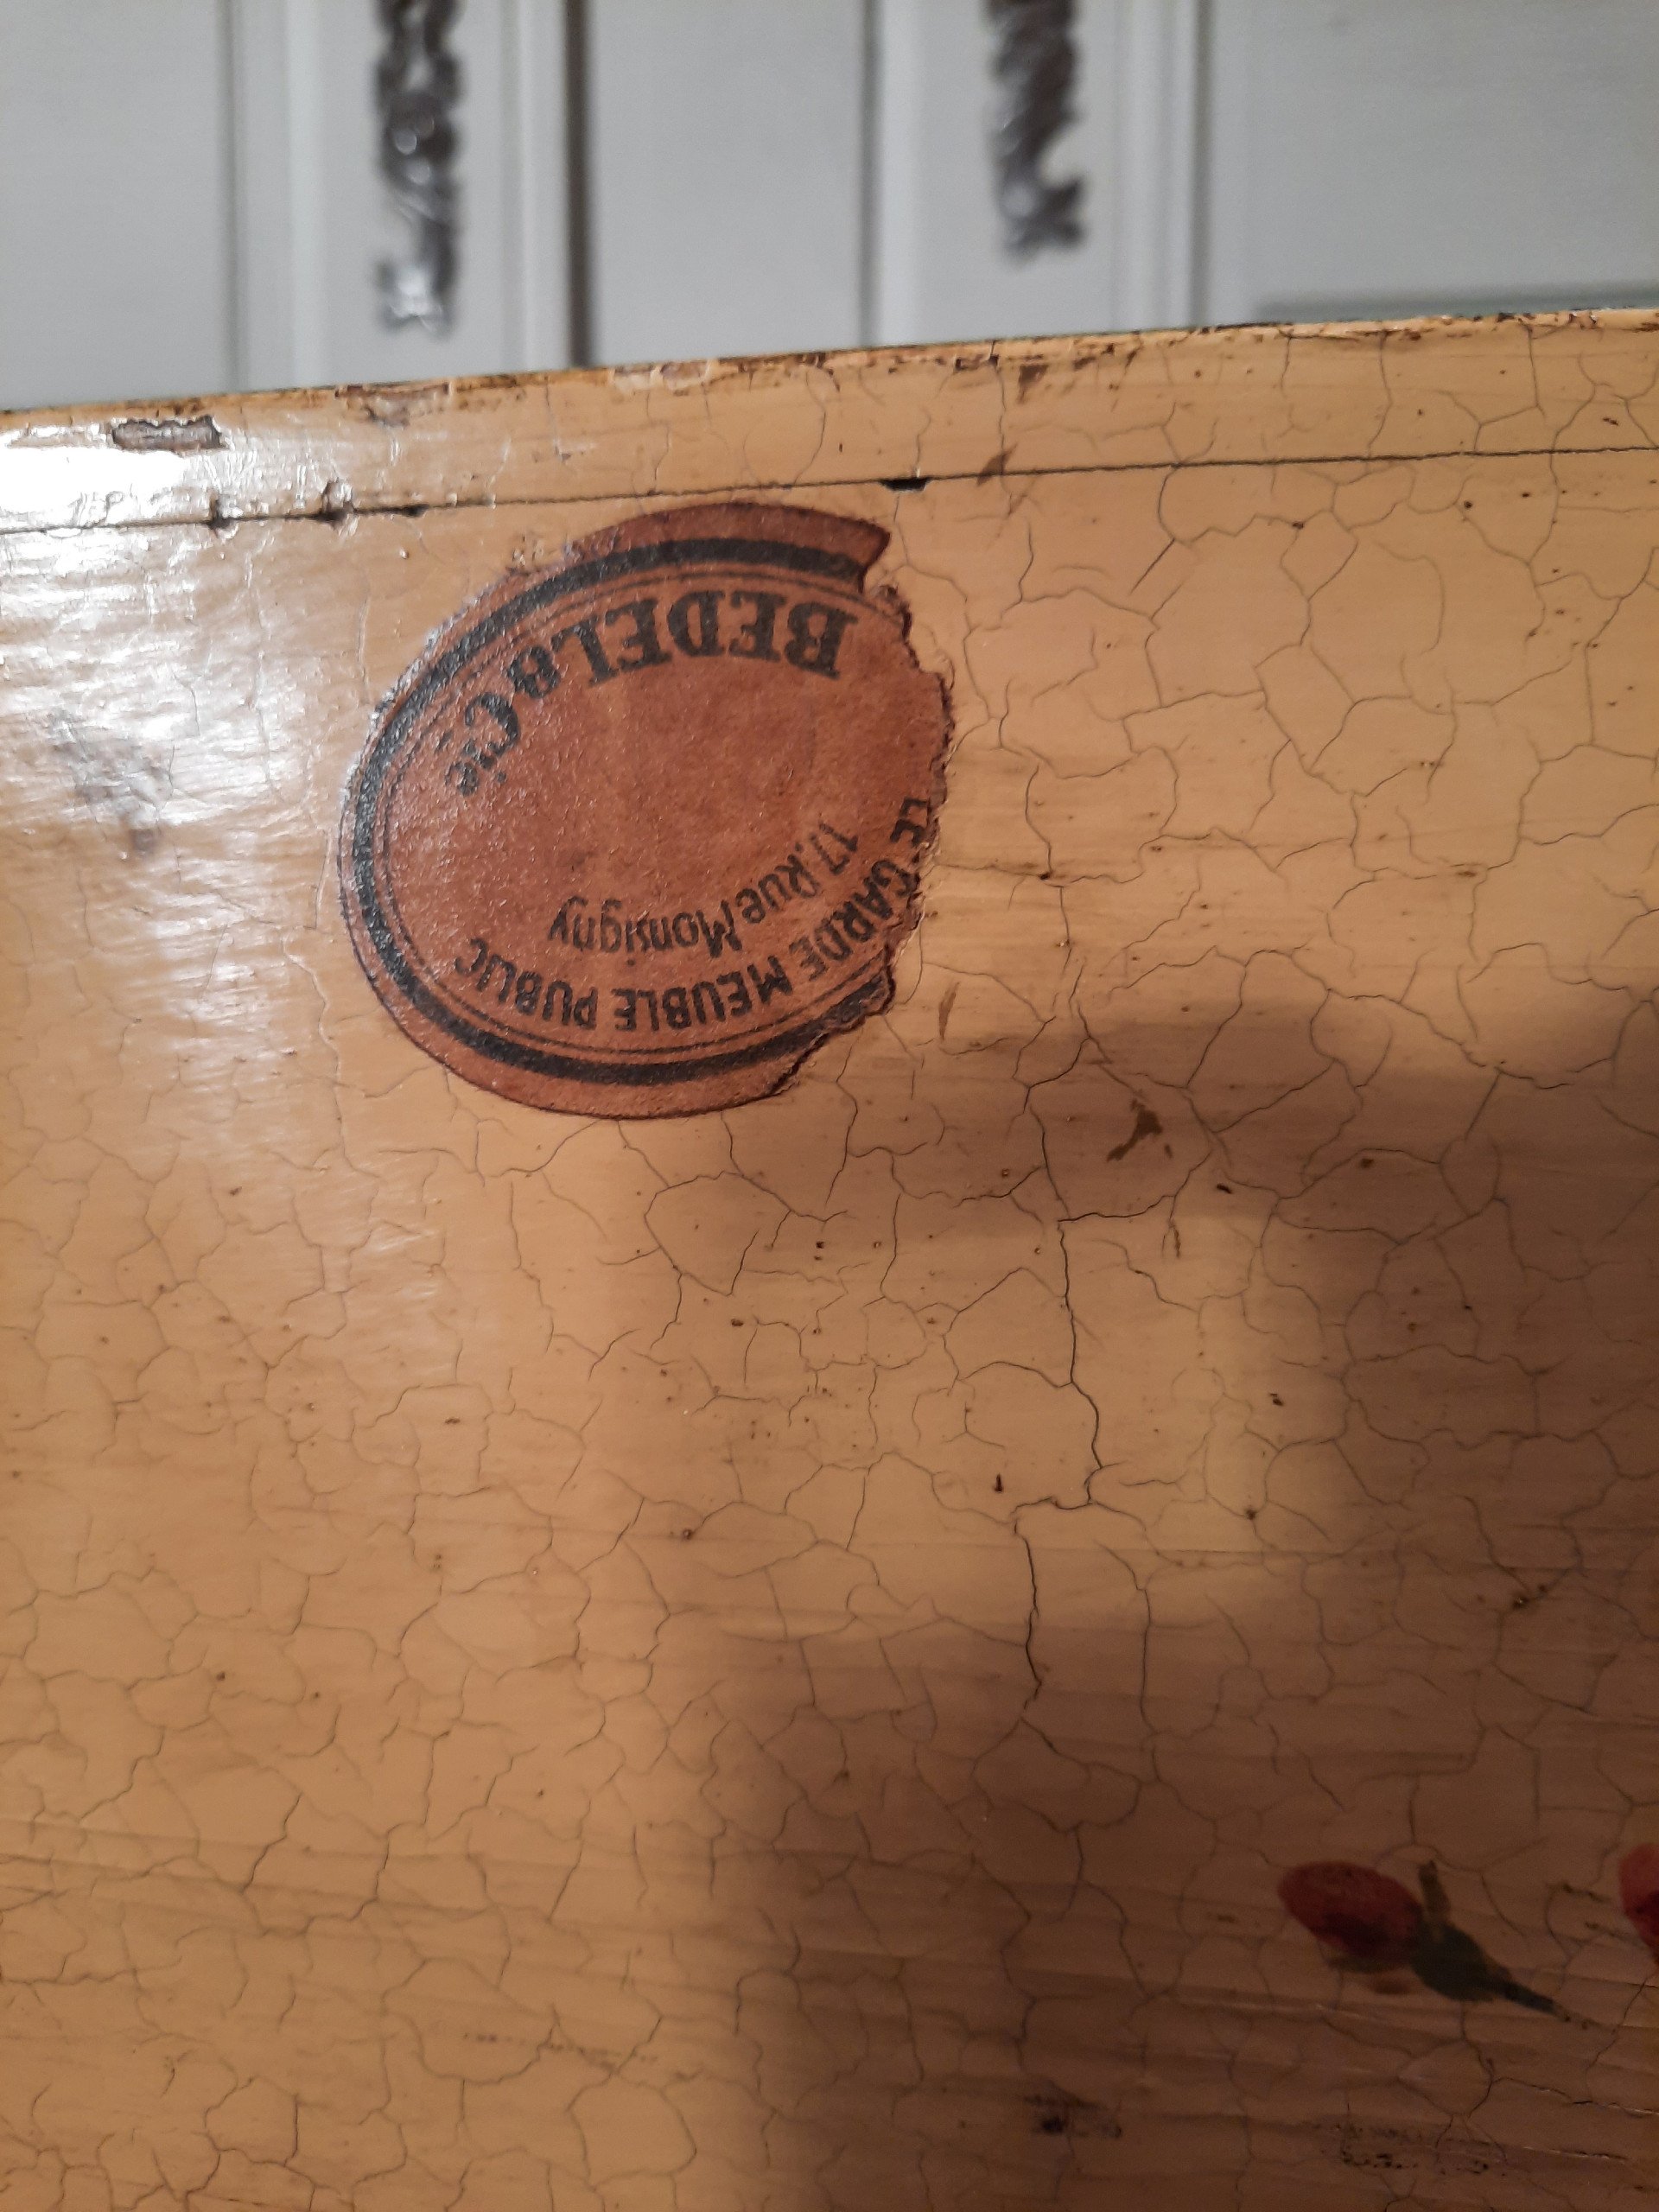 BEDEL & Cie
17, Rue Monsigny
LE GARDE MEUBLE PUBLIC